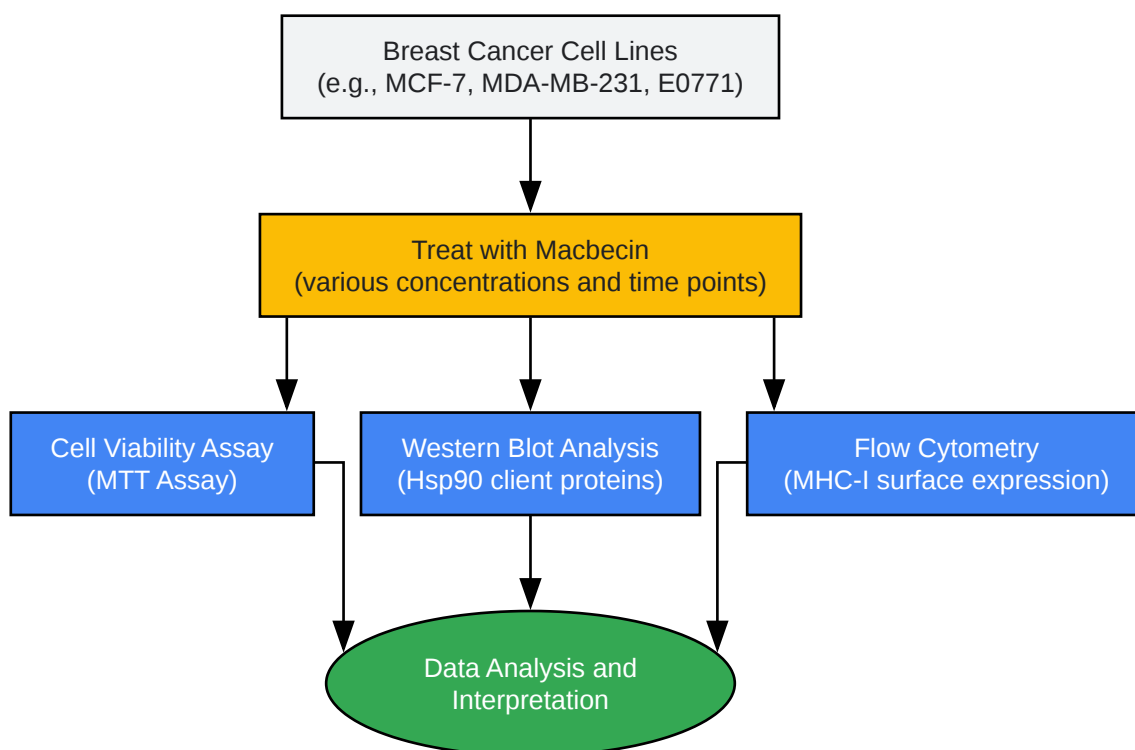 Breast Cancer Cell Lines
(e.g., MCF-7, MDA-MB-231, E0771)
Treat with Macbecin
(various concentrations and time points)
Cell Viability Assay
(MTT Assay)
Western Blot Analysis
(Hsp90 client proteins)
Flow Cytometry
(MHC-I surface expression)
Data Analysis and
Interpretation